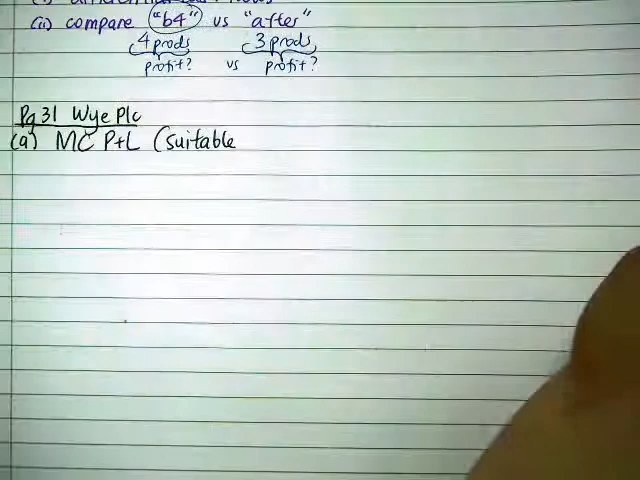 (ii) compare "b4" vs "after"
4 prods 3 prods
profit? vs profit?
Pg 31 Wye Plc
(a) MC P+L (suitable